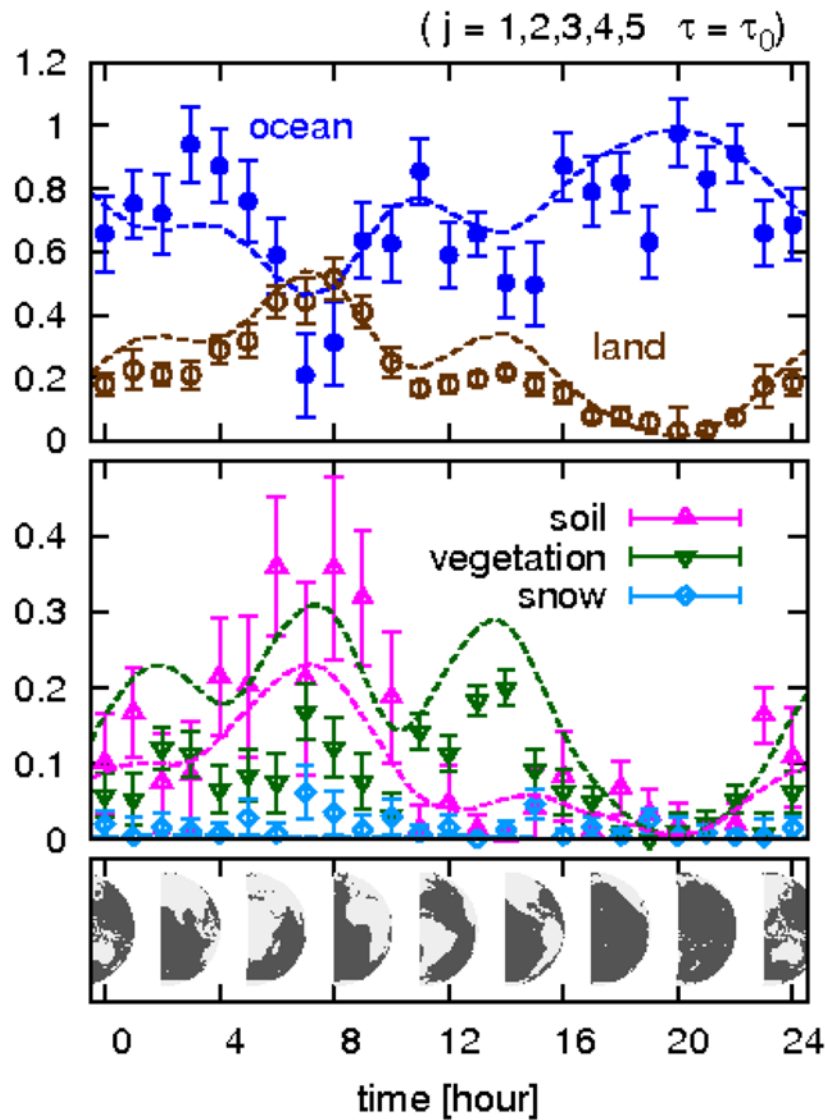 ( j = 1,2,3,4,5 τ = τ₀ )
1.2
1
0.8
0.6
0.4
0.2
0
ocean
land
0.4
0.3
0.2
0.1
0
soil
vegetation
snow
0 4 8 12 16 20 24
time [hour]